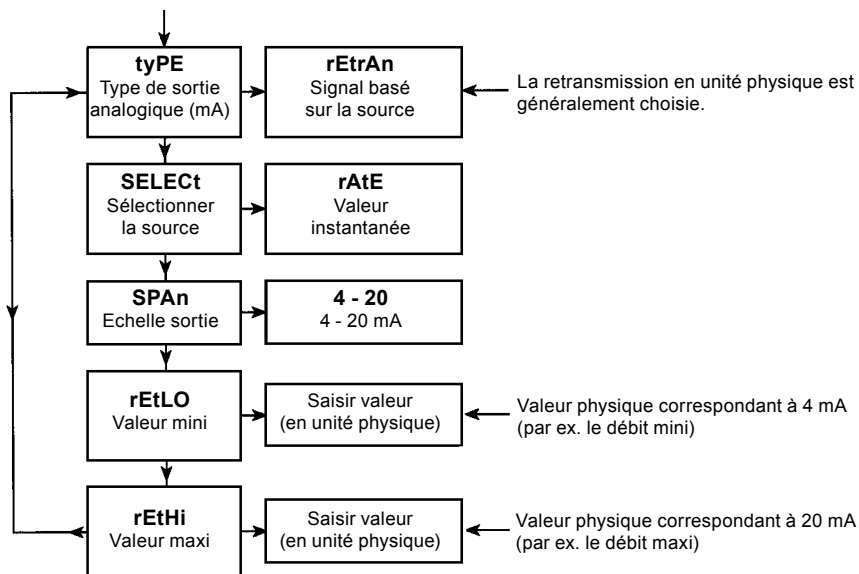 tyPE
Type de sortie
analogique (mA)
rEtrAn
Signal basé
sur la source
La retransmission en unité physique est
généralement choisie.
SELECt
Sélectionner
la source
rAtE
Valeur
instantanée
SPAn
Echelle sortie
4 - 20
4 - 20 mA
rEtLO
Valeur mini
Saisir valeur
(en unité physique)
Valeur physique correspondant à 4 mA
(par ex. le débit mini)
rEtHi
Valeur maxi
Saisir valeur
(en unité physique)
Valeur physique correspondant à 20 mA
(par ex. le débit maxi)